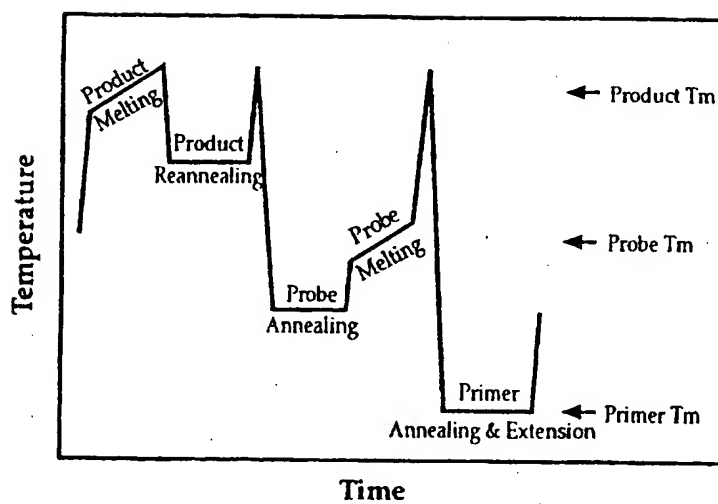 Product
Melting
Product
Reannealing
Probe
Annealing
Probe
Melting
Primer
Annealing & Extension
Product Tm
Probe Tm
Primer Tm
Temperature
Time